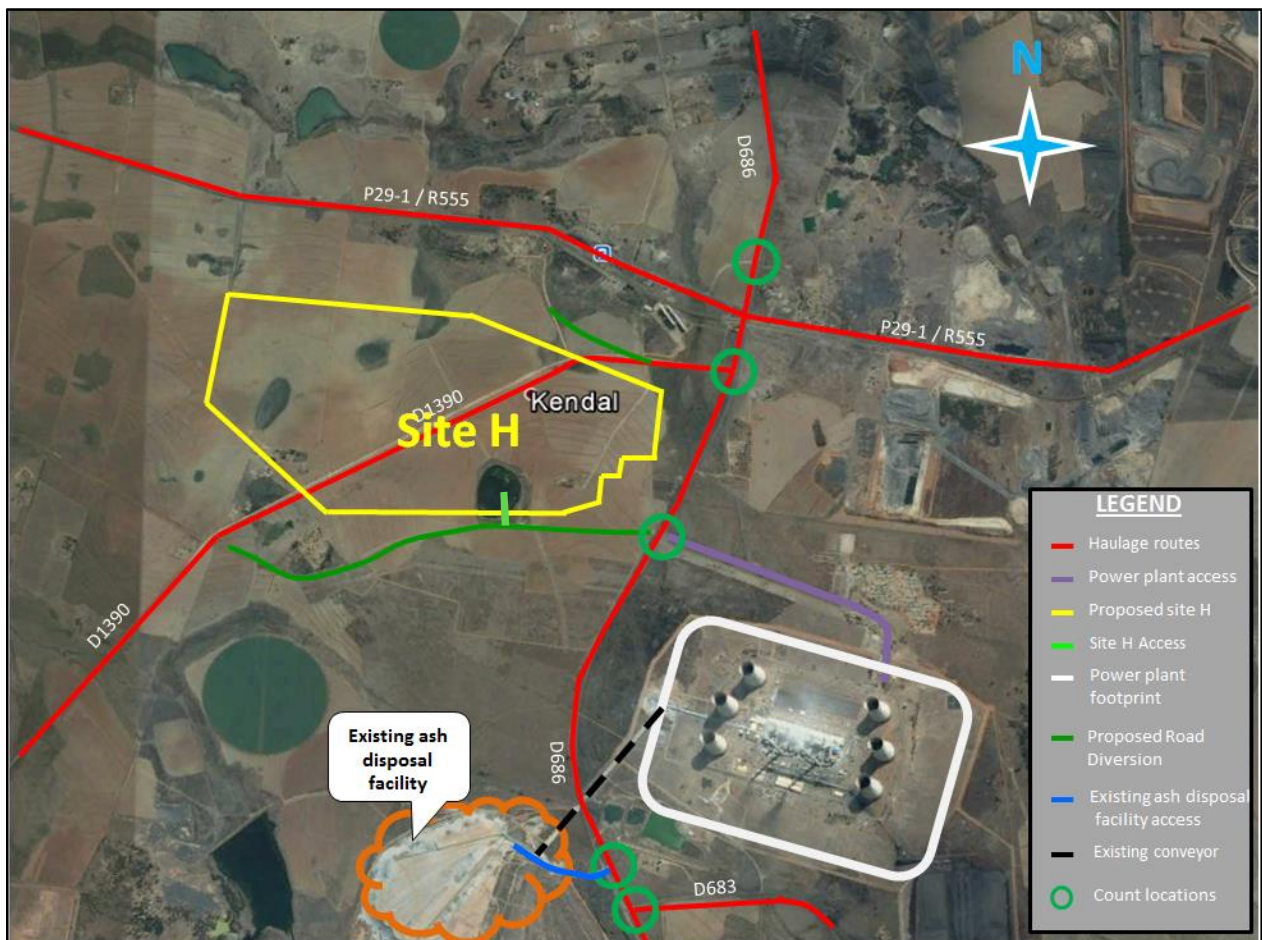 N
D686
P29-1 / R555
P29-1 / R555
Kendal
D1390
Site H
D1390
D686
Existing ash
disposal
facility
D683
LEGEND
Haulage routes
Power plant access
Proposed site H
Site H Access
Power plant
footprint
Proposed Road
Diversion
Existing ash disposal
facility access
Existing conveyor
Count locations